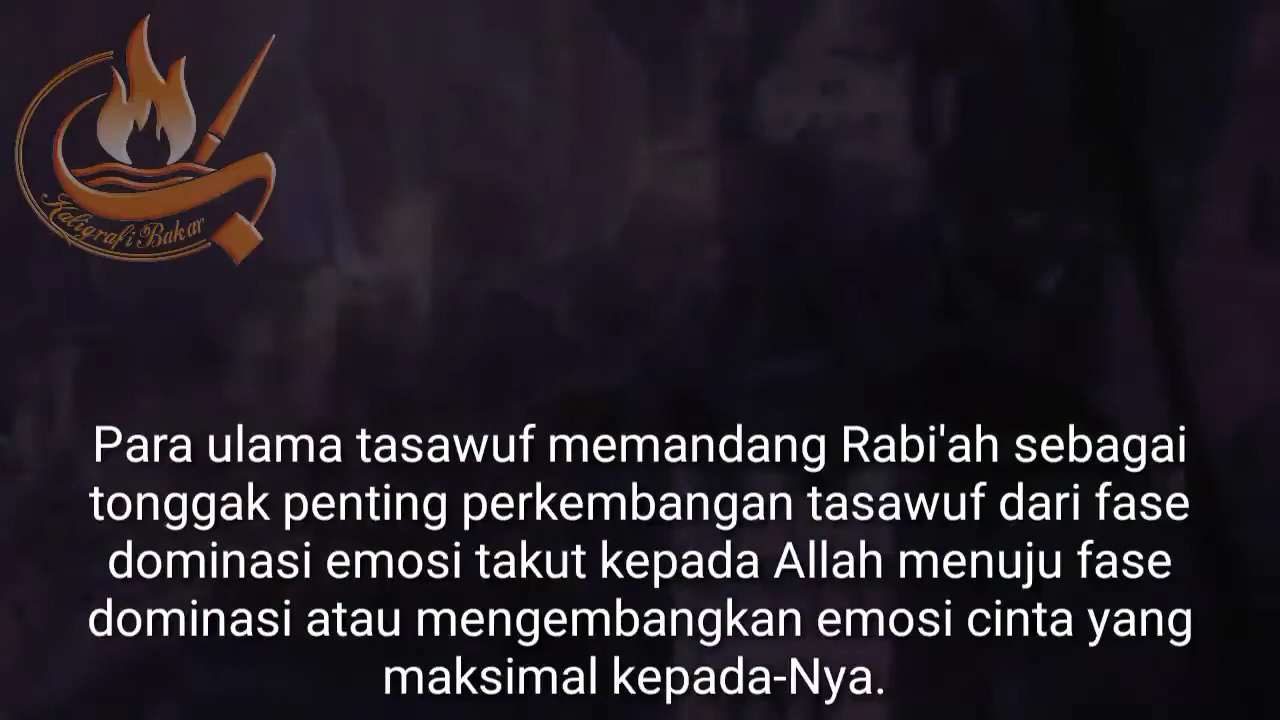 Kaligrafi Bakar
Para ulama tasawuf memandang Rabi'ah sebagai
tonggak penting perkembangan tasawuf dari fase
dominasi emosi takut kepada Allah menuju fase
dominasi atau mengembangkan emosi cinta yang
maksimal kepada-Nya.